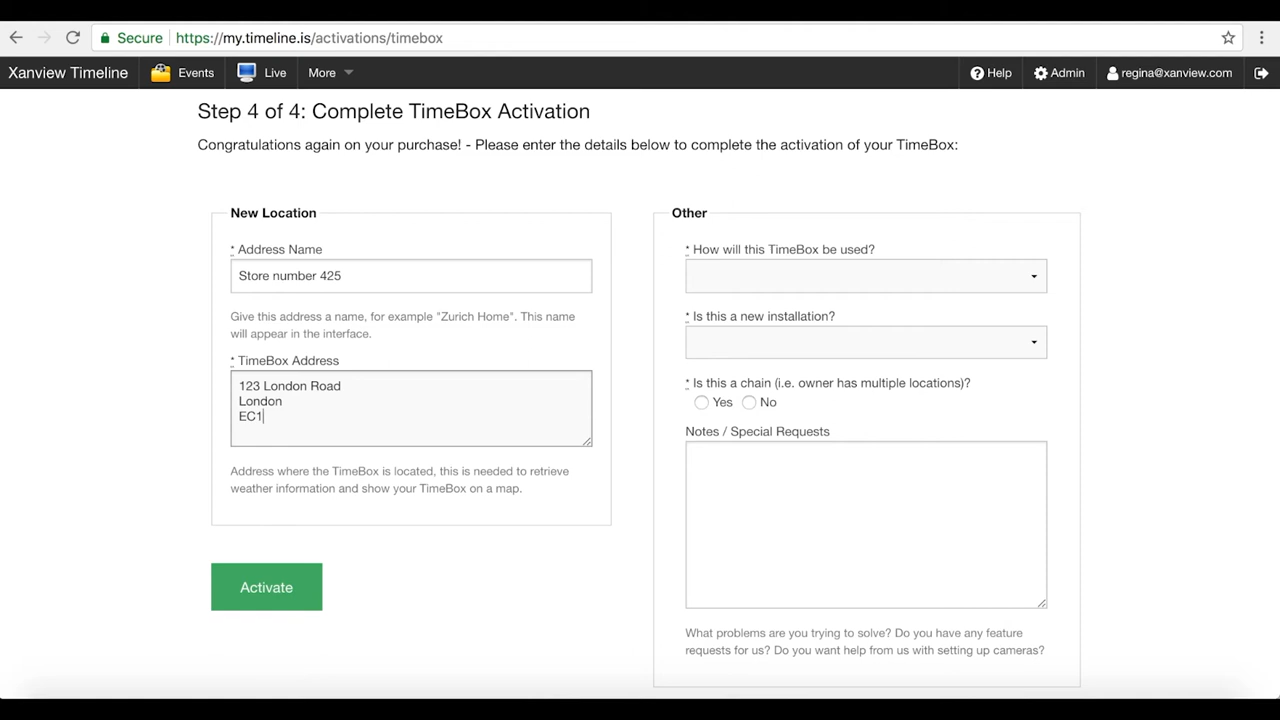 Secure https://my.timeline.is/activations/timebox
Xanview Timeline Events Live More Help Admin regina@xanview.com
Step 4 of 4: Complete TimeBox Activation
Congratulations again on your purchase! - Please enter the details below to complete the activation of your TimeBox:
New Location
* Address Name
Store number 425
Give this address a name, for example "Zurich Home". This name
will appear in the interface.
* TimeBox Address
123 London Road
London
EC1
Address where the TimeBox is located, this is needed to retrieve
weather information and show your TimeBox on a map.
Activate
Other
* How will this TimeBox be used?
* Is this a new installation?
* Is this a chain (i.e. owner has multiple locations)?
Yes No
Notes / Special Requests
What problems are you trying to solve? Do you have any feature
requests for us? Do you want help from us with setting up cameras?